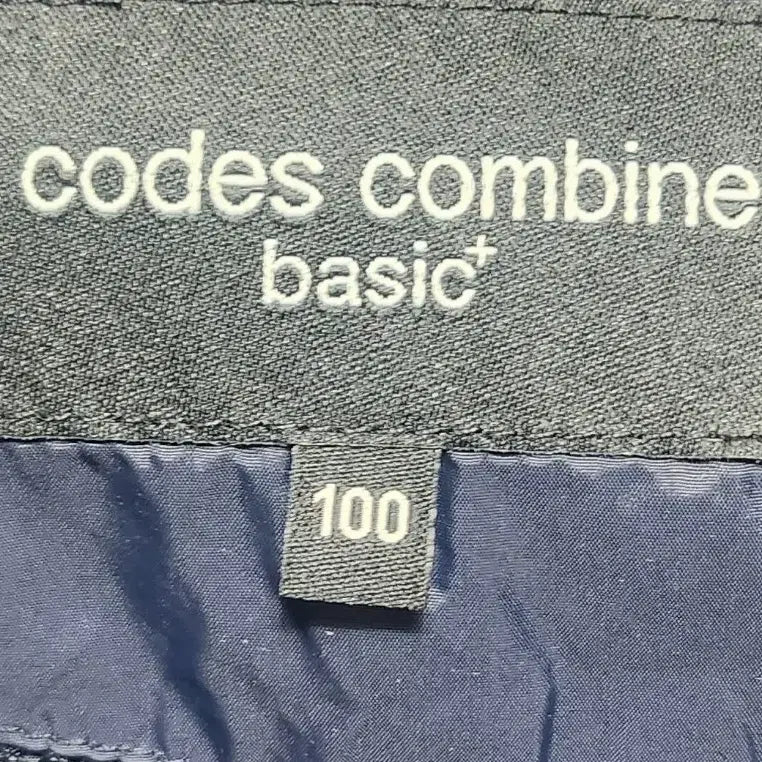 codes combine
basic+
100